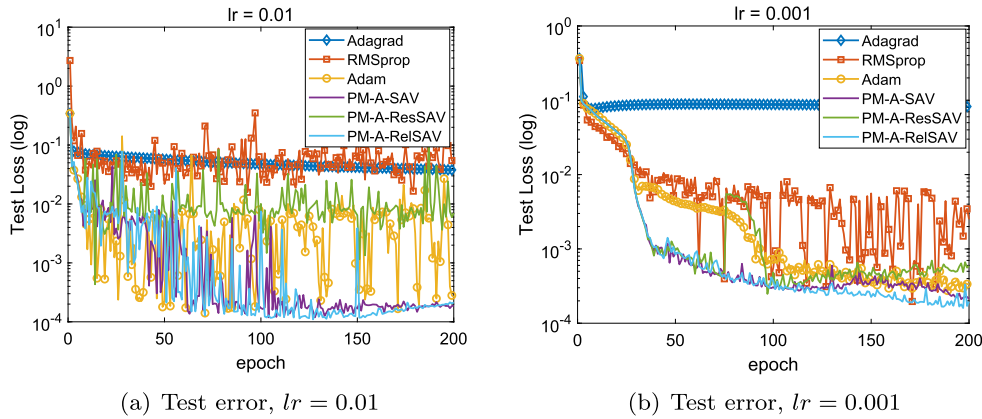 lr = 0.01
Test Loss (log)
10^1
10^0
10^-1
10^-2
10^-3
10^-4
0 50 100 150 200
epoch
Adagrad
RMSprop
Adam
PM-A-SAV
PM-A-ResSAV
PM-A-RelSAV
(a) Test error, lr = 0.01
lr = 0.001
Test Loss (log)
10^0
10^-1
10^-2
10^-3
10^-4
0 50 100 150 200
epoch
Adagrad
RMSprop
Adam
PM-A-SAV
PM-A-ResSAV
PM-A-RelSAV
(b) Test error, lr = 0.001